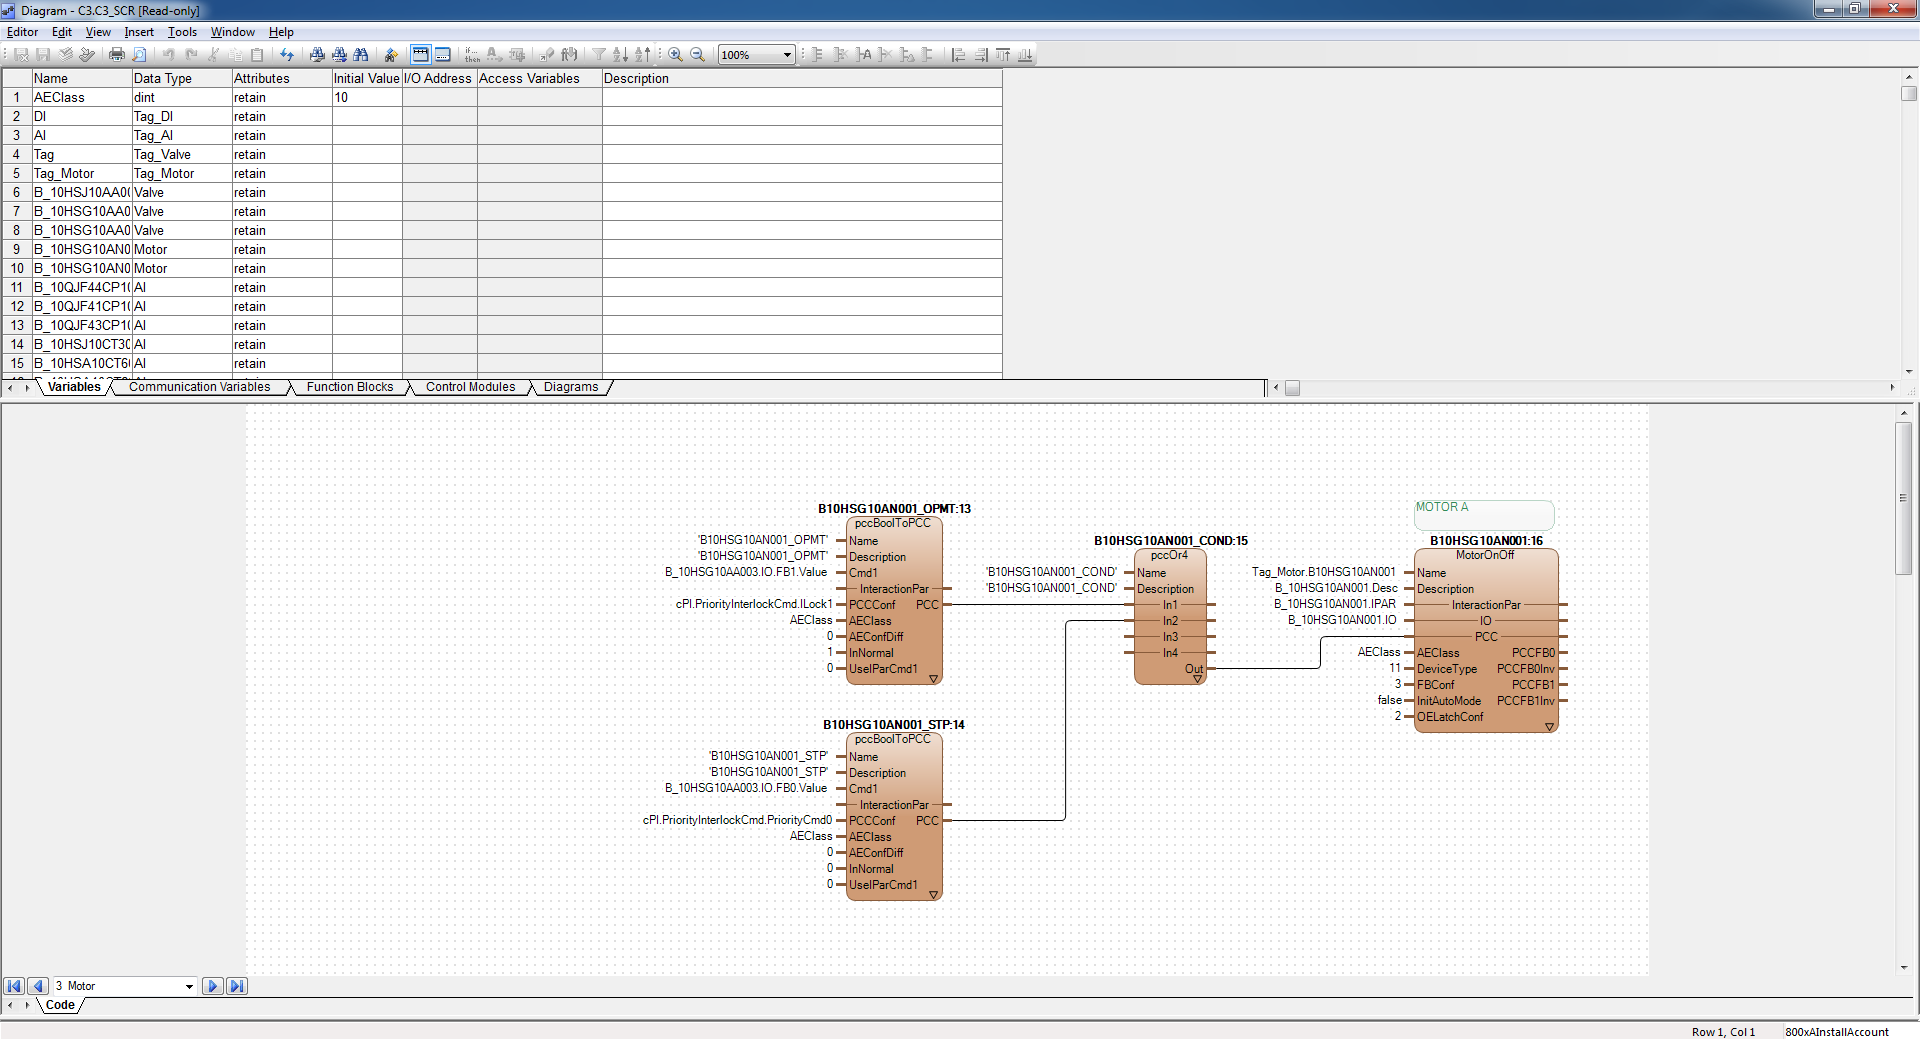 Diagram - C3.C3_SCR [Read-only]
Editor Edit View Insert Tools Window Help
100%
Name Data Type Attributes Initial Value I/O Address Access Variables Description
1 AEClass dint retain 10
2 DI Tag_DI retain
3 AI Tag_AI retain
4 Tag Tag_Valve retain
5 Tag_Motor Tag_Motor retain
6 B_10HSJ10AA0 Valve retain
7 B_10HSG10AA0 Valve retain
8 B_10HSG10AA0 Valve retain
9 B_10HSG10AN0 Motor retain
10 B_10HSG10AN0 Motor retain
11 B_10QJF44CP10 AI retain
12 B_10QJF41CP10 AI retain
13 B_10QJF43CP10 AI retain
14 B_10HSJ10CT30 AI retain
15 B_10HSA10CT6 AI retain
Variables Communication Variables Function Blocks Control Modules Diagrams
B10HSG10AN001_OPMT:13
pccBoolToPCC
'B10HSG10AN001_OPMT' Name
'B10HSG10AN001_OPMT' Description
B_10HSG10AA003.IO.FB1.Value Cmd1
InteractionPar
cPI.PriorityInterlockCmd.ILock1 PCCConf PCC
AEClass AEClass
0 AEConfDiff
1 InNormal
0 UseIParCmd1
B10HSG10AN001_STP:14
pccBoolToPCC
'B10HSG10AN001_STP' Name
'B10HSG10AN001_STP' Description
B_10HSG10AA003.IO.FB0.Value Cmd1
InteractionPar
cPI.PriorityInterlockCmd.PriorityCmd0 PCCConf PCC
AEClass AEClass
0 AEConfDiff
0 InNormal
0 UseIParCmd1
B10HSG10AN001_COND:15
pccOr4
'B10HSG10AN001_COND' Name
'B10HSG10AN001_COND' Description
In1
In2
In3
In4
Out
MOTOR A
B10HSG10AN001:16
MotorOnOff
Tag_Motor.B10HSG10AN001 Name
B_10HSG10AN001.Desc Description
B_10HSG10AN001.IPAR InteractionPar
B_10HSG10AN001.IO IO
PCC
AEClass AEClass PCCFB0
11 DeviceType PCCFB0Inv
3 FBConf PCCFB1
false InitAutoMode PCCFB1Inv
2 OELatchConf
3 Motor
Code
Row 1, Col 1 800xAInstallAccount